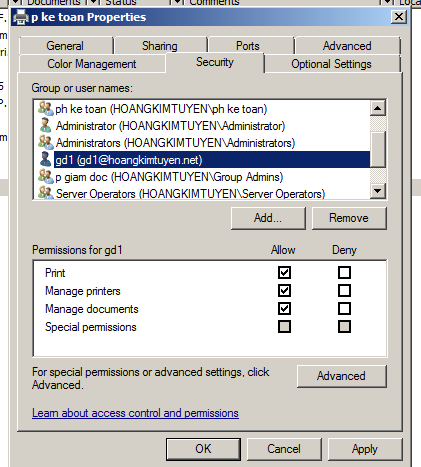 Documents Status Comments Loca
p ke toan Properties
General Sharing Ports Advanced
Color Management Security Optional Settings
Group or user names:
ph ke toan (HOANGKIMTUYEN\ph ke toan)
Administrator (HOANGKIMTUYEN\Administrator)
Administrators (HOANGKIMTUYEN\Administrators)
gd1 (gd1@hoangkimtuyen.net)
p giam doc (HOANGKIMTUYEN\Group Admins)
Server Operators (HOANGKIMTUYEN\Server Operators)
Add... Remove
Permissions for gd1 Allow Deny
Print
Manage printers
Manage documents
Special permissions
For special permissions or advanced settings, click
Advanced.
Advanced
Learn about access control and permissions
OK Cancel Apply